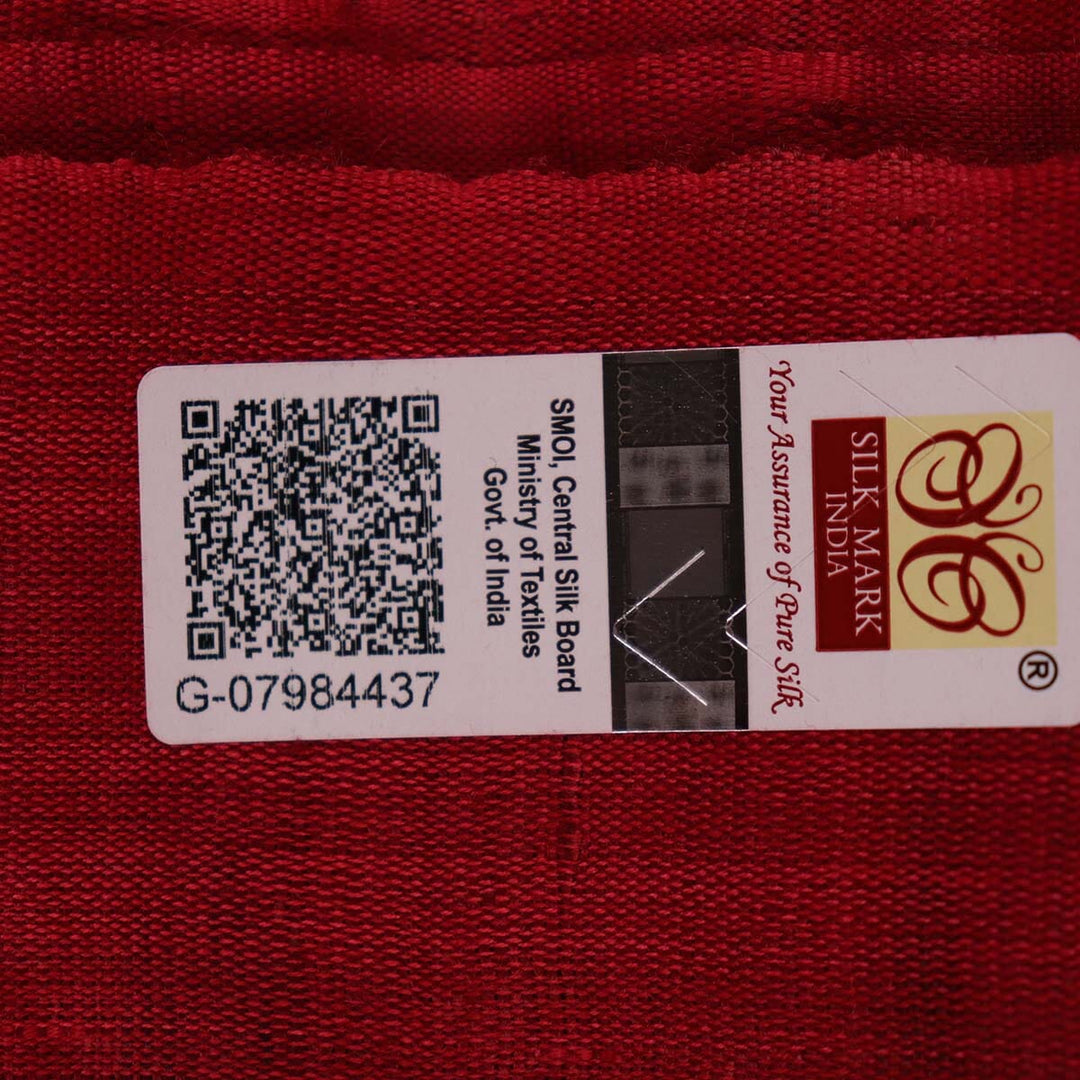 G-07984437
SMOI, Central Silk Board
Ministry of Textiles
Govt. of India
Your Assurance of Pure Silk
SILK MARK
INDIA
®